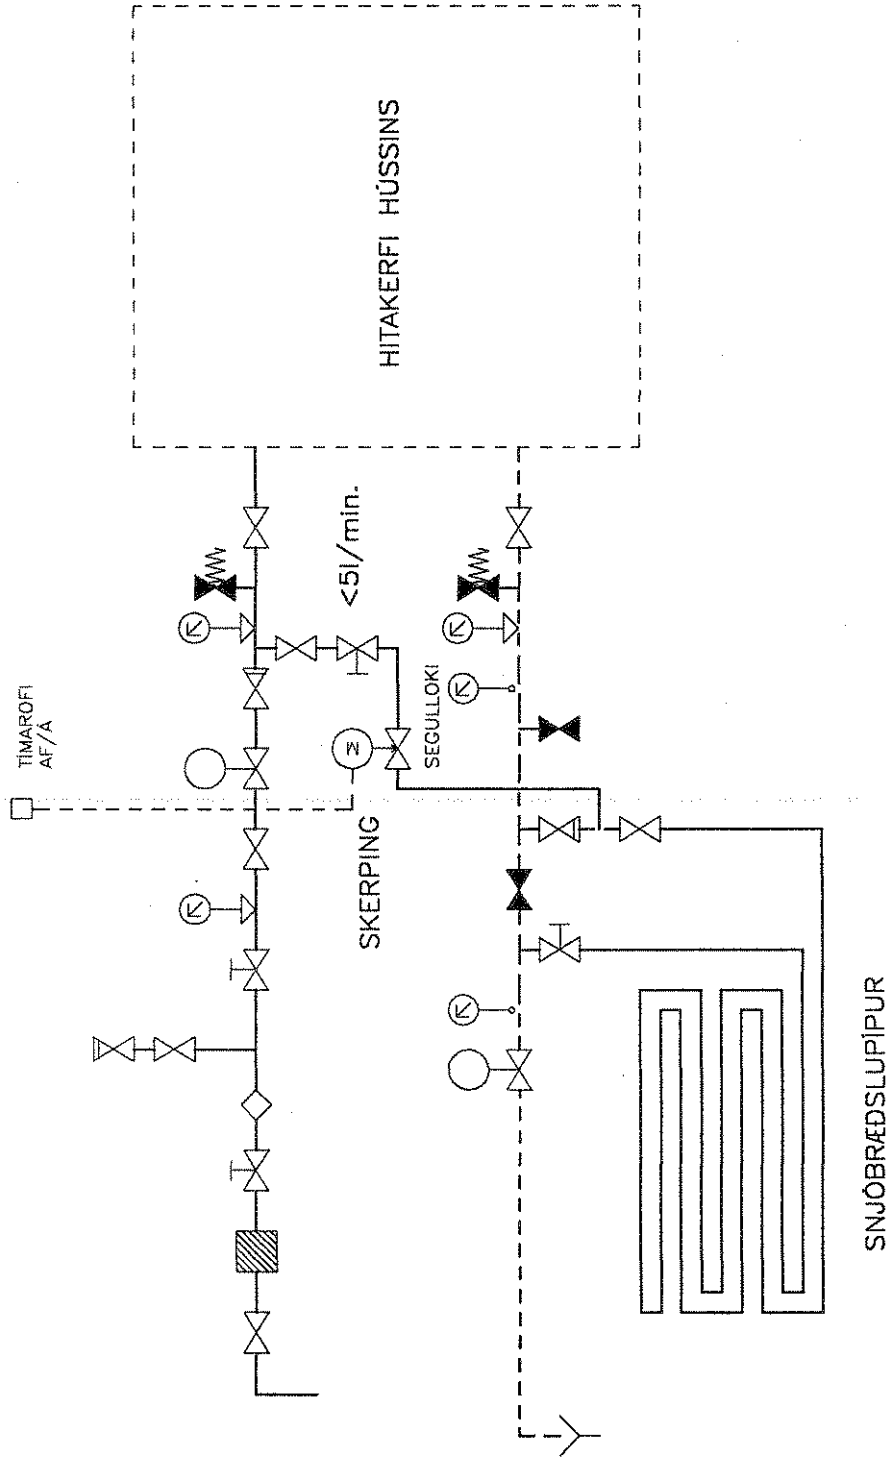 TÍMAROFI
AF/Á
SKERPING
M
SEGULLOKI
<5l/min.
HITAKERFI HÚSSINS
SNJÓBRÆÐSLUPÍPUR